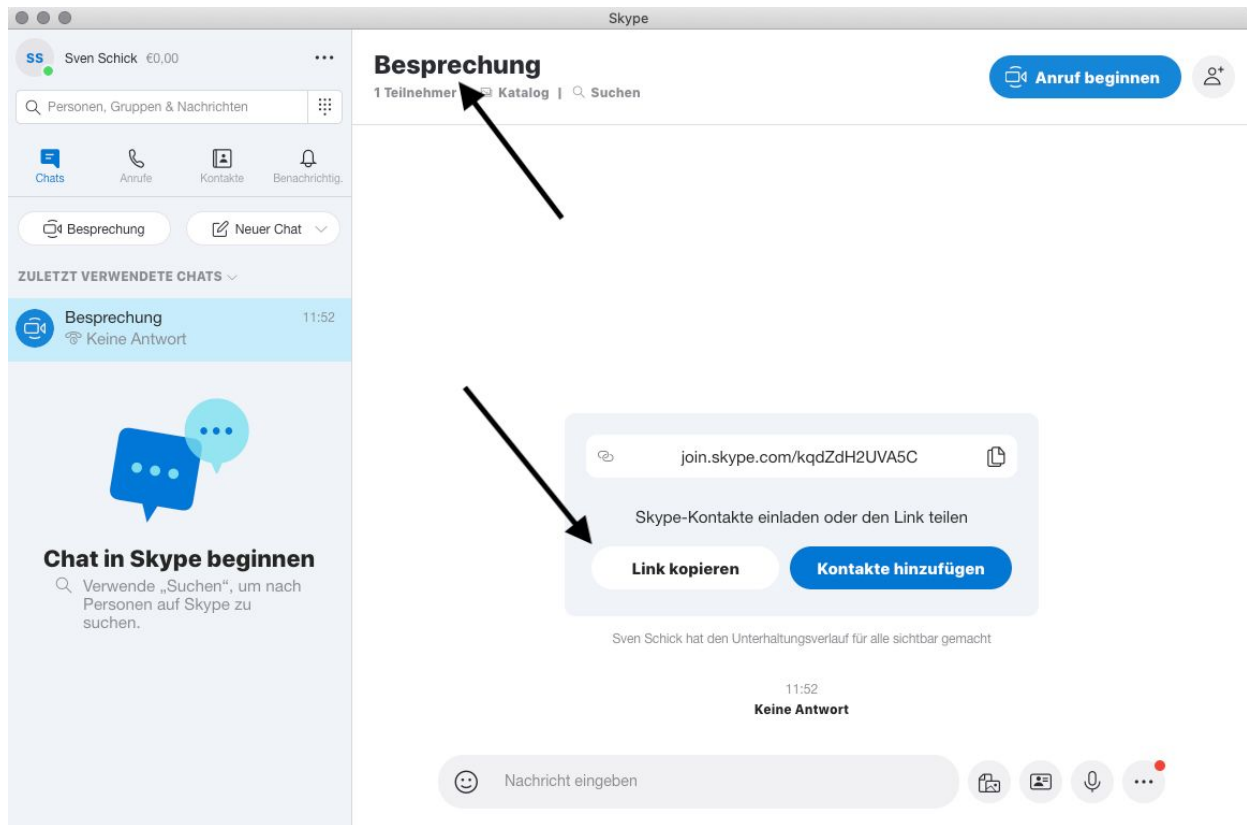 Skype
SS Sven Schick €0,00
Personen, Gruppen & Nachrichten
Chats Anrufe Kontakte Benachrichtig.
Besprechung Neuer Chat
ZULETZT VERWENDETE CHATS
Besprechung 11:52
Keine Antwort
Chat in Skype beginnen
Verwende „Suchen“, um nach
Personen auf Skype zu
suchen.
Besprechung
1 Teilnehmer Katalog | Suchen
Anruf beginnen
join.skype.com/kqdZdH2UVA5C
Skype-Kontakte einladen oder den Link teilen
Link kopieren Kontakte hinzufügen
Sven Schick hat den Unterhaltungsverlauf für alle sichtbar gemacht
11:52
Keine Antwort
Nachricht eingeben